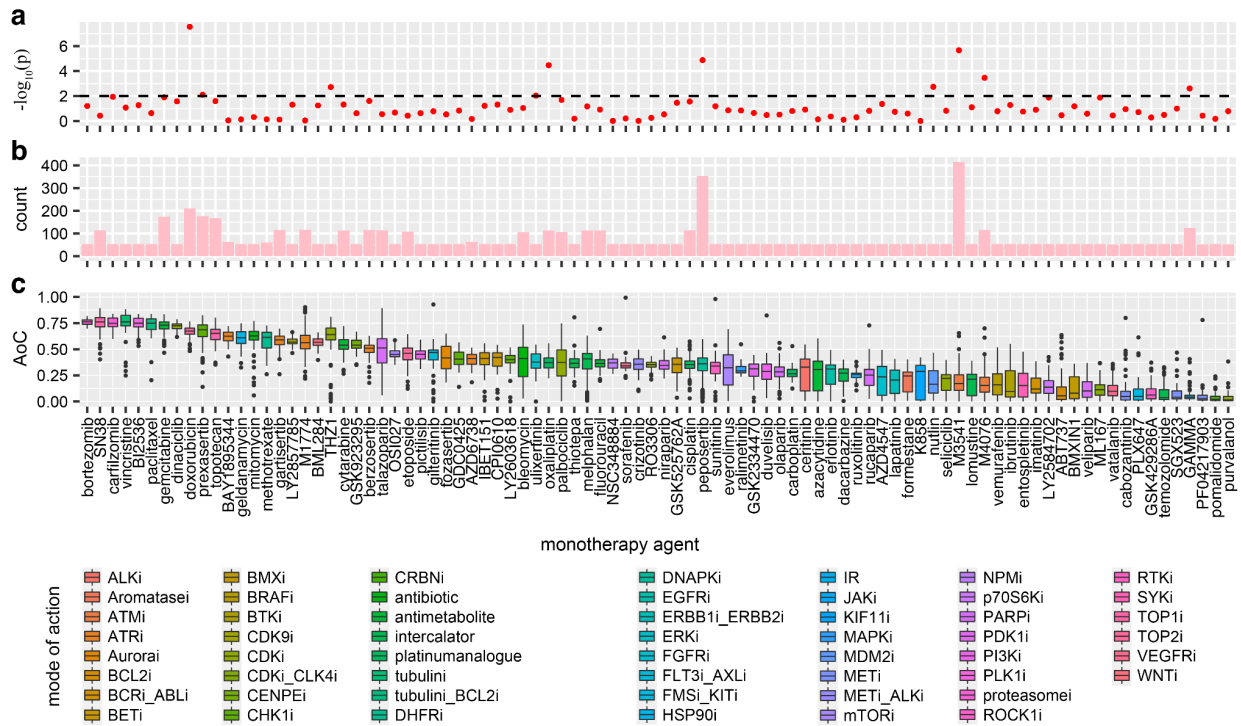 a
-log10(p)
6
4
2
0
b
count
400
300
200
100
0
c
AoC
1.00
0.75
0.50
0.25
0.00
bortezomib
SN38
carfilzomib
vincristine
BI2536
paclitaxel
gemcitabine
dinaciclib
doxorubicin
prexasertib
topotecan
BAY1895344
geldanamycin
mitomycin
methotrexate
gartisertib
LY2857785
M1774
BML284
THZ1
cytarabine
GSK923295
berzosertib
talazoparib
OSI027
etoposide
pictilisib
gilteritinib
tozasertib
GDC0425
AZD6738
IBET151
CPI0610
LY2603618
bleomycin
ulixertinib
oxaliplatin
palbociclib
thiotepa
melphalan
fluorouracil
NSC348884
sorafenib
crizotinib
RO3306
niraparib
GSK525762A
cisplatin
peposertib
sunitinib
everolimus
ralimetinib
GSK2334470
duvelisib
olaparib
carboplatin
ceritinib
azacytidine
erlotinib
dacarbazine
ruxolitinib
rucaparib
AZD4547
lapatinib
formestane
K858
nutlin
seliciclib
M3541
lomustine
M4076
vemurafenib
ibrutinib
entospletinib
imatinib
LY2584702
ABT737
BMXIN1
veliparib
ML167
vatalanib
cabozantinib
PLX647
GSK429286A
temozolomide
SGX523
GAMMA
PF04217903
pomalidomide
purvalanol
monotherapy agent
mode of action
ALKi
Aromatasei
ATMi
ATRi
Aurorai
BCL2i
BCRi_ABLi
BETi
BMXi
BRAFi
BTKi
CDK9i
CDKi
CDKi_CLK4i
CENPEi
CHK1i
CRBNi
antibiotic
antimetabolite
intercalator
platinumanalogue
tubulini
tubulini_BCL2i
DHFRi
DNAPKi
EGFRi
ERBB1i_ERBB2i
ERKi
FGFRi
FLT3i_AXLi
FMSi_KITi
HSP90i
IR
JAKi
KIF11i
MAPKi
MDM2i
METi
METi_ALKi
mTORi
NPMi
p70S6Ki
PARPi
PDK1i
PI3Ki
PLK1i
proteasomei
ROCK1i
RTKi
SYKi
TOP1i
TOP2i
VEGFRi
WNTi